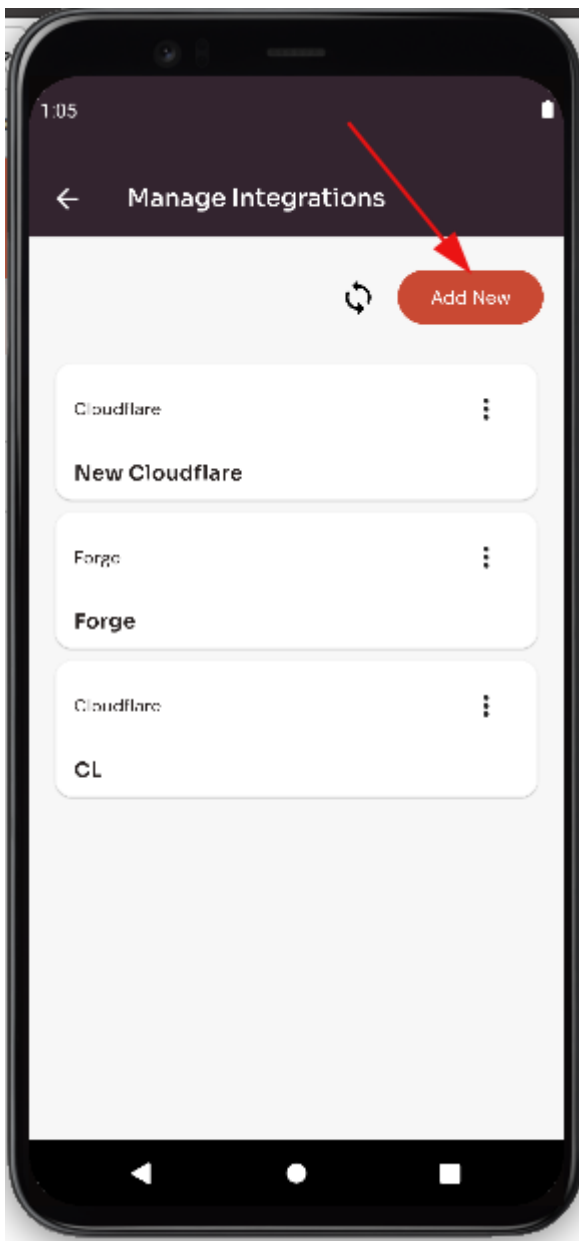 1:05
Manage Integrations
Add New
Cloudflare
New Cloudflare
Forge
Forge
Cloudflare
CL